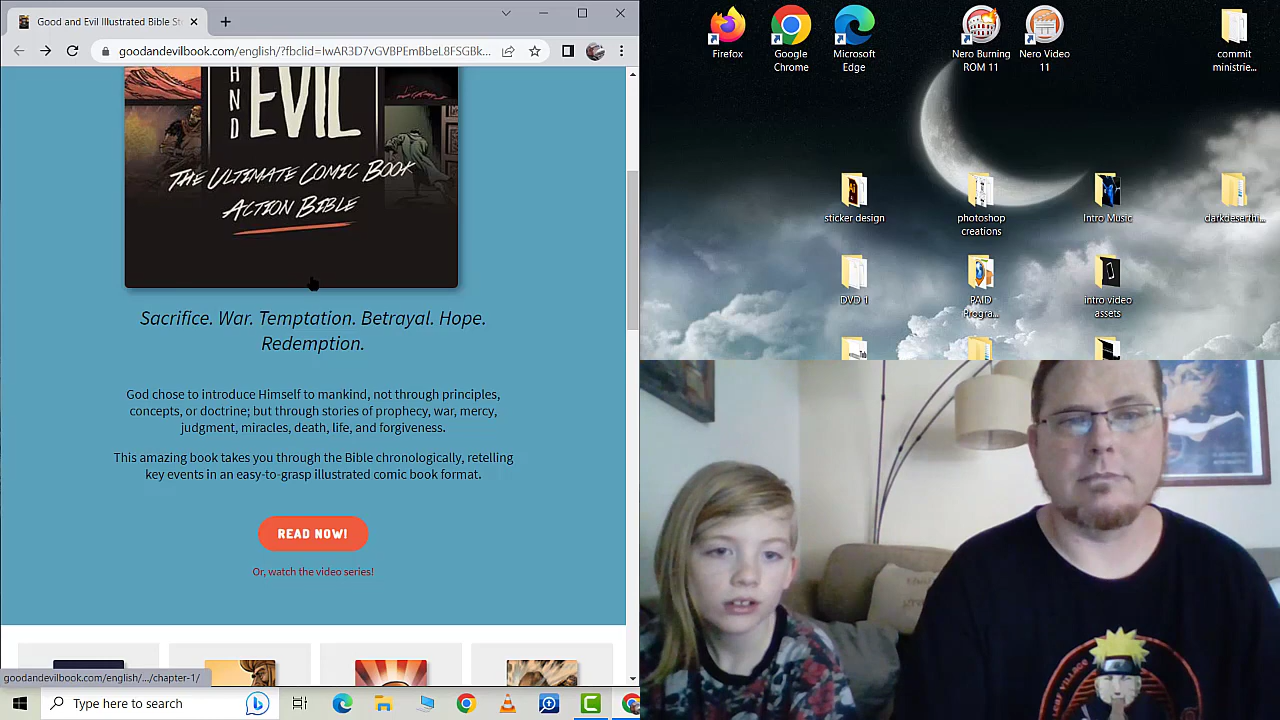 Good and Evil Illustrated Bible St
goodandevilbook.com/english/?fbclid=IwAR3D7vGVBPEmBbeL8FSGBk...
AND
EVIL
THE ULTIMATE COMIC BOOK
ACTION BIBLE
Sacrifice. War. Temptation. Betrayal. Hope.
Redemption.
God chose to introduce Himself to mankind, not through principles,
concepts, or doctrine; but through stories of prophecy, war, mercy,
judgment, miracles, death, life, and forgiveness.
This amazing book takes you through the Bible chronologically, retelling
key events in an easy-to-grasp illustrated comic book format.
READ NOW!
Or, watch the video series!
goodandevilbook.com/english/.../chapter-1/
Type here to search
Firefox
Google
Chrome
Microsoft
Edge
Nero Burning
ROM 11
Nero Video
11
commit
ministrie...
sticker design
photoshop
creations
Intro Music
darkdeserthi...
DVD 1
PAID
Progra...
intro video
assets
LEAF VILLAGE